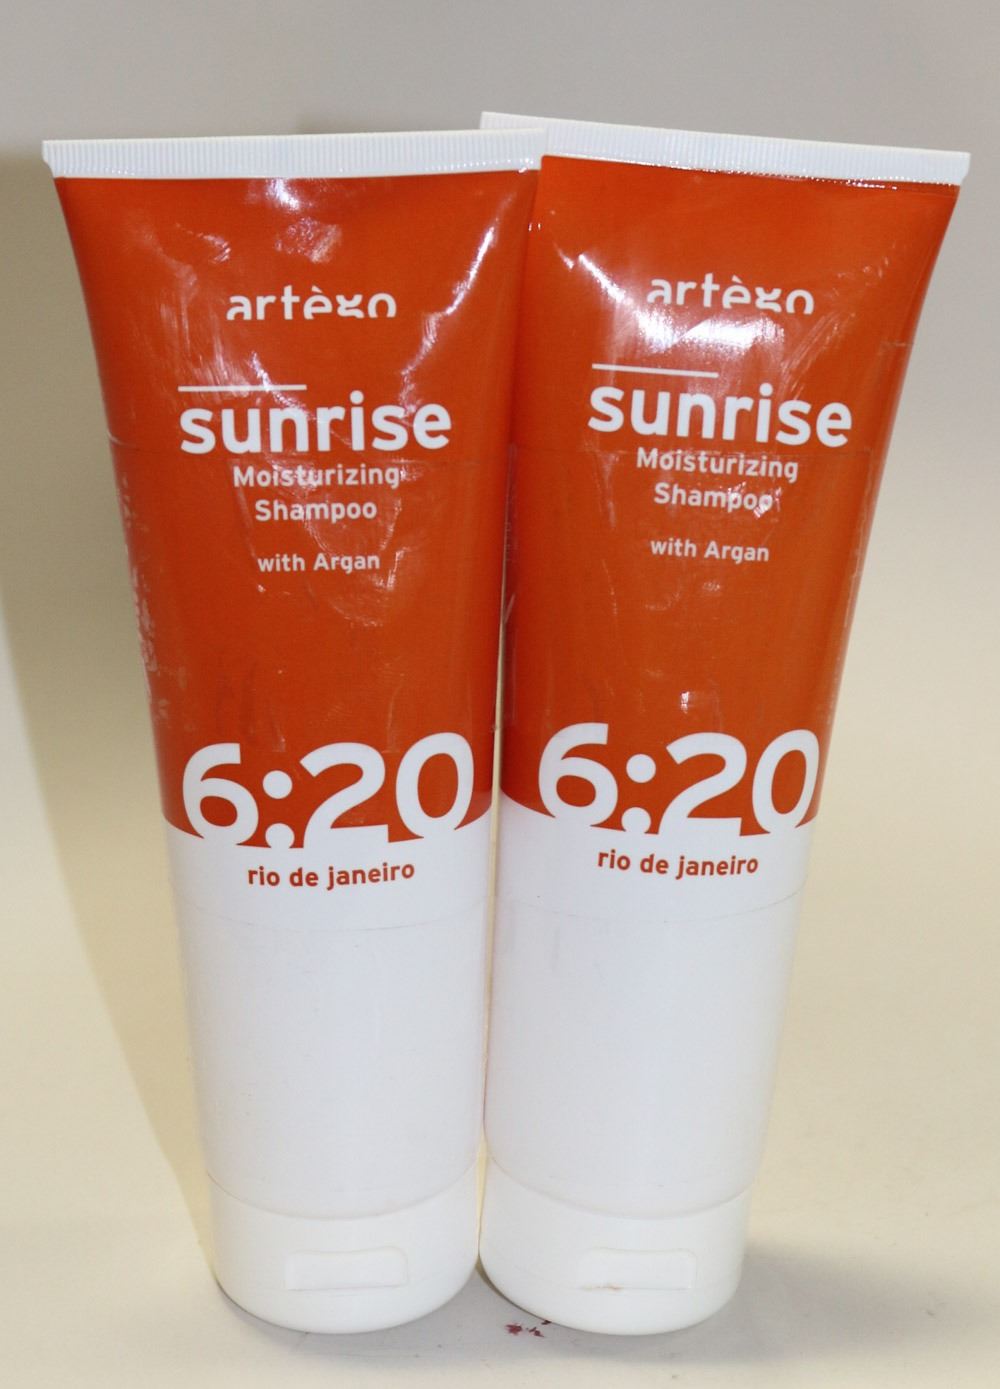 artègo
sunrise
Moisturizing
Shampoo
with Argan
6:20
rio de janeiro
artègo
sunrise
Moisturizing
Shampoo
with Argan
6:20
rio de janeiro